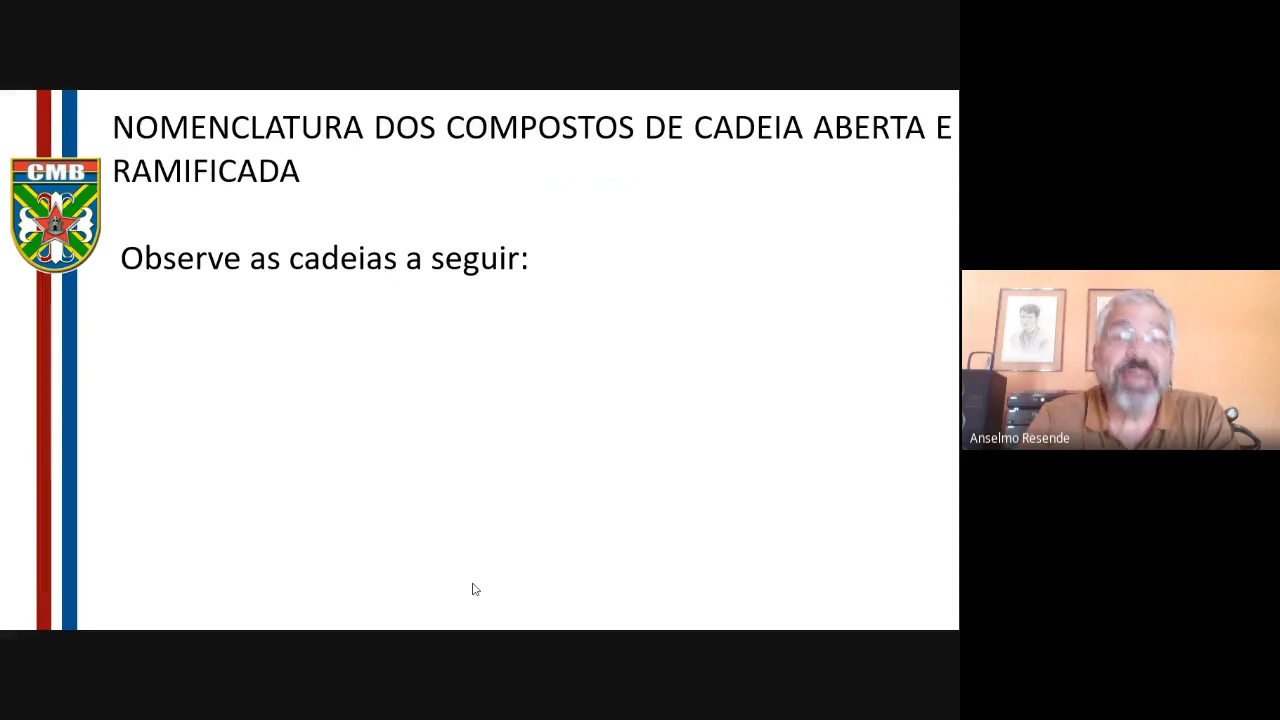 NOMENCLATURA DOS COMPOSTOS DE CADEIA ABERTA E
RAMIFICADA
CMB
Observe as cadeias a seguir:
Anselmo Resende